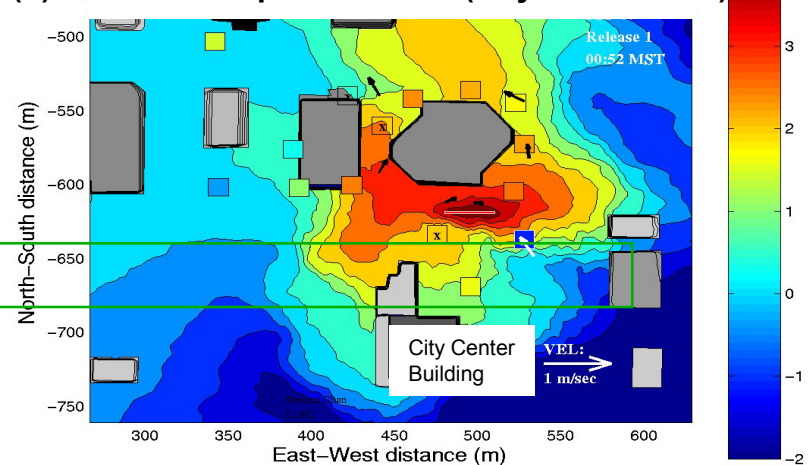 Release 1
00:52 MST
−500
−550
−600
−650
−700
−750
North−South distance (m)
x
x
x
City Center
Building
VEL:
1 m/sec
300
350
400
450
500
550
600
East−West distance (m)
3
2
1
0
−1
−2